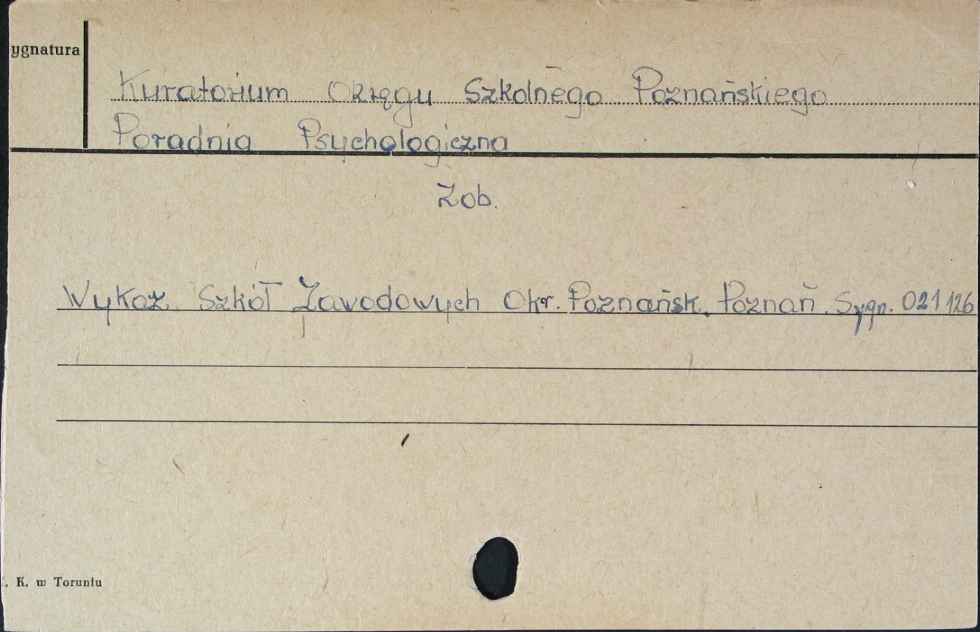 ygnatura
Kuratorium Okręgu Szkolnego Poznańskiego
Poradnia Psychologiczna
Zob.
Wykaz Szkół Zawodowych Okr. Poznańsk. Poznań. Sygn. 021126
. K. w Toruniu